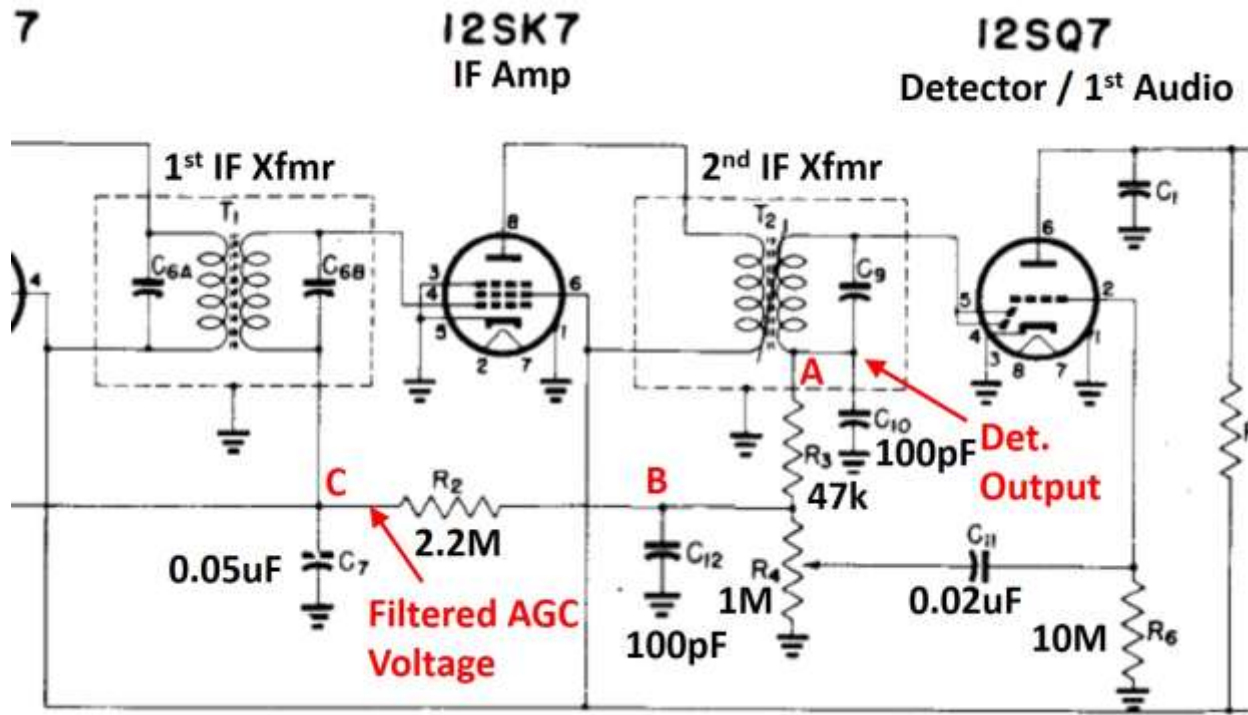 7
12SK7
IF Amp
12SQ7
Detector / 1st Audio
1st IF Xfmr
T1
C6A
C6B
4
8
3
4
5
6
1
2
7
2nd IF Xfmr
T2
C9
A
C10
100pF
Det.
Output
6
5
4
3
8
7
1
2
C1
R
C
R2
2.2M
B
R3
47k
0.05uF
C7
C12
100pF
R4
1M
C11
0.02uF
10M
R6
Filtered AGC
Voltage